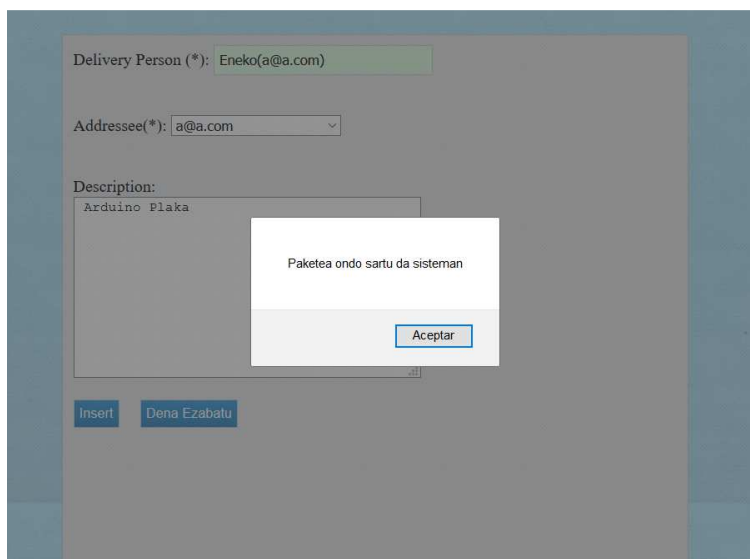 Delivery Person (*): Eneko(a@a.com)
Addressee(*): a@a.com
Description:
Arduino Plaka
Paketea ondo sartu da sisteman
Aceptar
Insert Dena Ezabatu